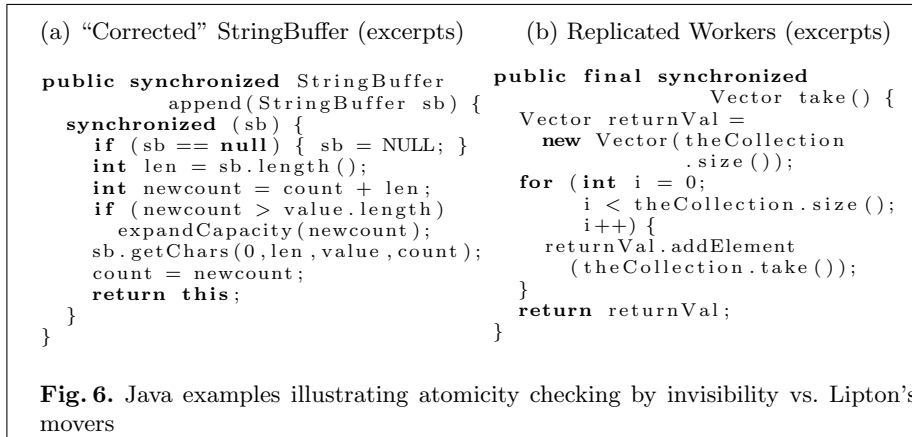 (a) “Corrected” StringBuffer (excerpts)
public synchronized StringBuffer
append(StringBuffer sb) {
synchronized (sb) {
if (sb == null) { sb = NULL; }
int len = sb.length();
int newcount = count + len;
if (newcount > value.length)
expandCapacity(newcount);
sb.getChars(0,len,value,count);
count = newcount;
return this;
}
}
(b) Replicated Workers (excerpts)
public final synchronized
Vector take() {
Vector returnVal =
new Vector(theCollection
.size());
for (int i = 0;
i < theCollection.size();
i++) {
returnVal.addElement
(theCollection.take());
}
return returnVal;
}
Fig. 6. Java examples illustrating atomicity checking by invisibility vs. Lipton’s
movers